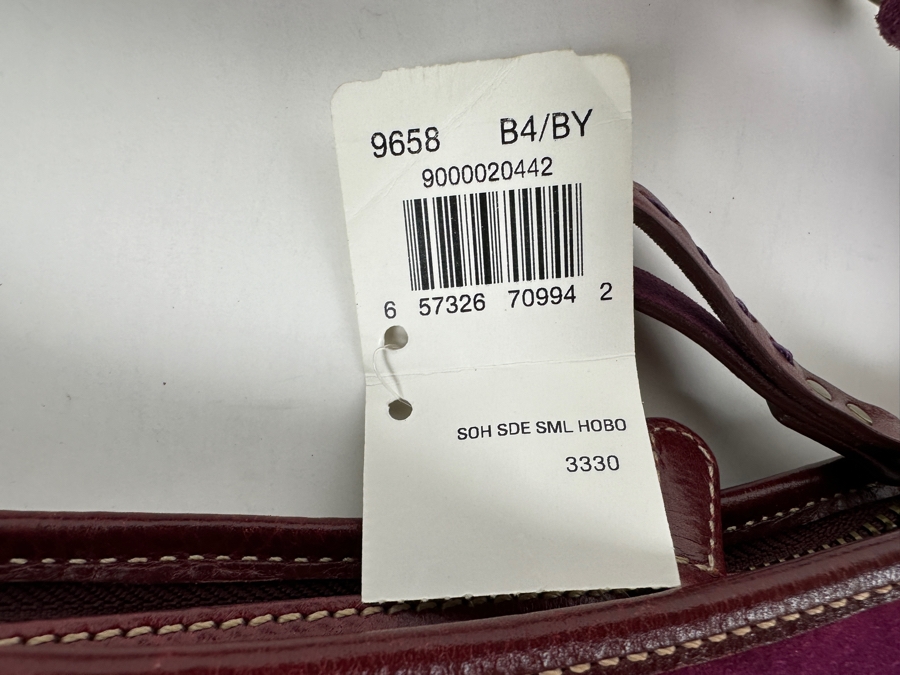 9658 B4/BY
9000020442
6 57326 70994 2
SOH SDE SML HOBO
3330